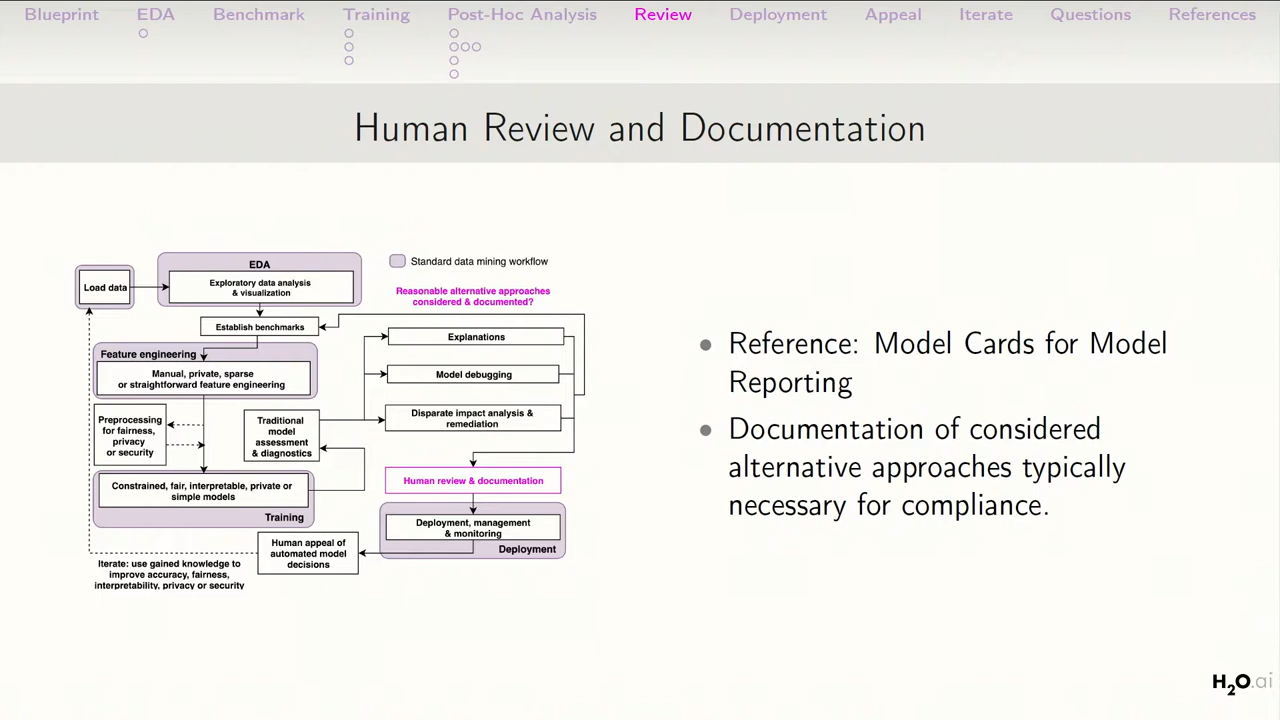 Blueprint EDA Benchmark Training Post-Hoc Analysis Review Deployment Appeal Iterate Questions References
Human Review and Documentation
Load data
EDA
Exploratory data analysis
& visualization
Standard data mining workflow
Reasonable alternative approaches
considered & documented?
Establish benchmarks
Feature engineering
Manual, private, sparse
or straightforward feature engineering
Explanations
Model debugging
Disparate impact analysis &
remediation
Preprocessing
for fairness,
privacy
or security
Traditional
model
assessment
& diagnostics
Constrained, fair, interpretable, private or
simple models
Training
Human review & documentation
Deployment, management
& monitoring
Deployment
Human appeal of
automated model
decisions
Iterate: use gained knowledge to
improve accuracy, fairness,
interpretability, privacy or security
Reference: Model Cards for Model
Reporting
Documentation of considered
alternative approaches typically
necessary for compliance.
H2O.ai